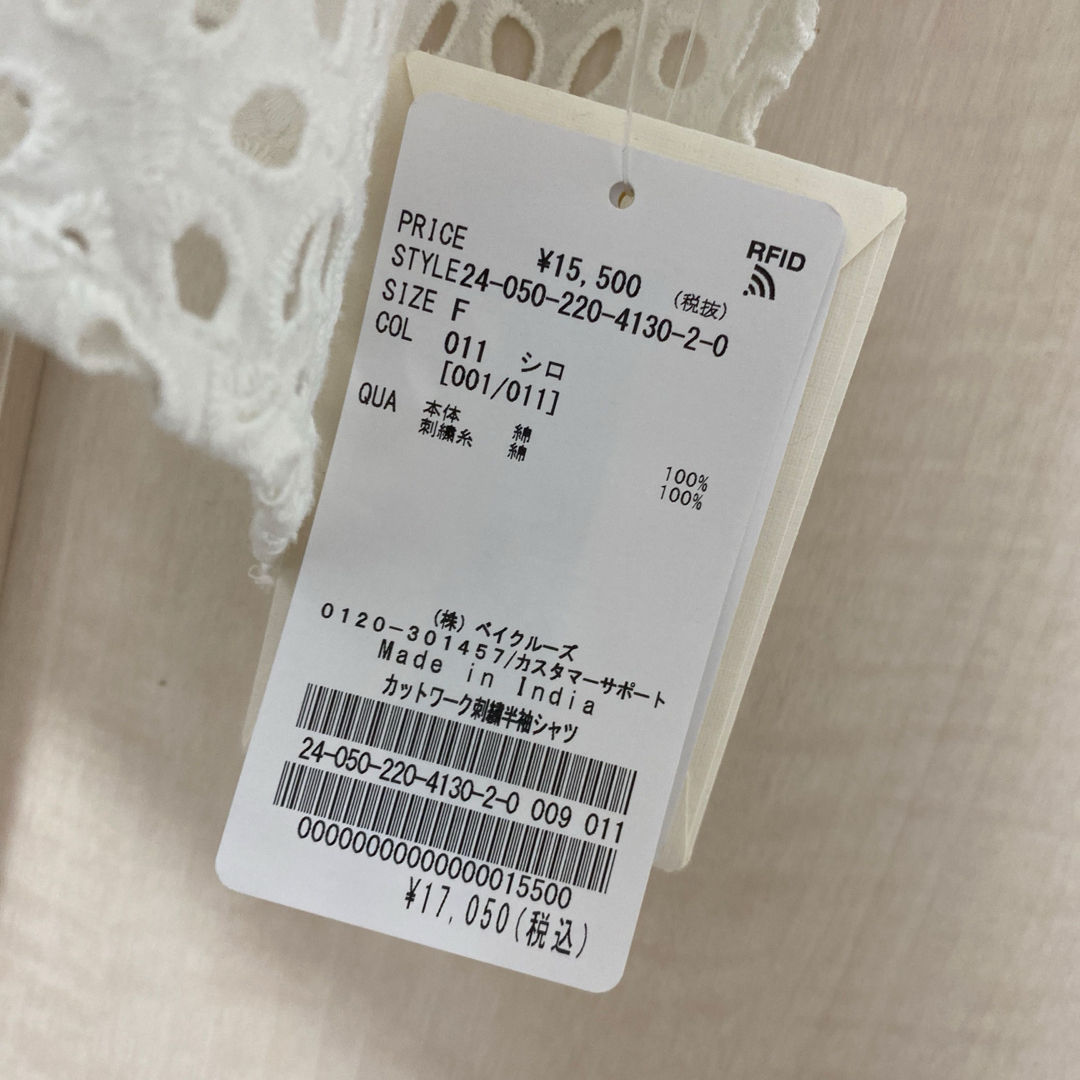 RFID
PRICE ¥15,500 (税抜)
STYLE24-050-220-4130-2-0
SIZE F
COL 011 シロ
[001/011]
QUA 本体 綿 100%
刺繍糸 綿 100%
(株) ベイクルーズ
0120-301457/カスタマーサポート
Made in India
カットワーク刺繍半袖シャツ
24-050-220-4130-2-0 009 011
0000000000000015500
¥17,050(税込)